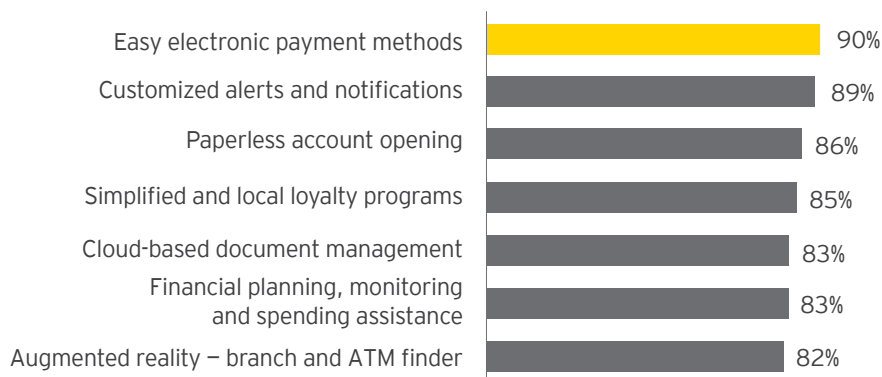 Easy electronic payment methods 90%
Customized alerts and notifications 89%
Paperless account opening 86%
Simplified and local loyalty programs 85%
Cloud-based document management 83%
Financial planning, monitoring
and spending assistance 83%
Augmented reality – branch and ATM finder 82%